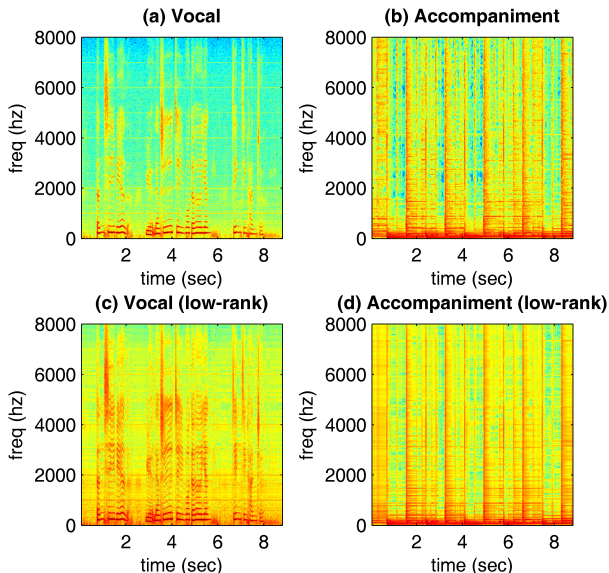 (a) Vocal
(b) Accompaniment
8000
6000
4000
2000
0
freq (hz)
2 4 6 8
time (sec)
8000
6000
4000
2000
0
freq (hz)
2 4 6 8
time (sec)
(c) Vocal (low-rank)
(d) Accompaniment (low-rank)
8000
6000
4000
2000
0
freq (hz)
2 4 6 8
time (sec)
8000
6000
4000
2000
0
freq (hz)
2 4 6 8
time (sec)